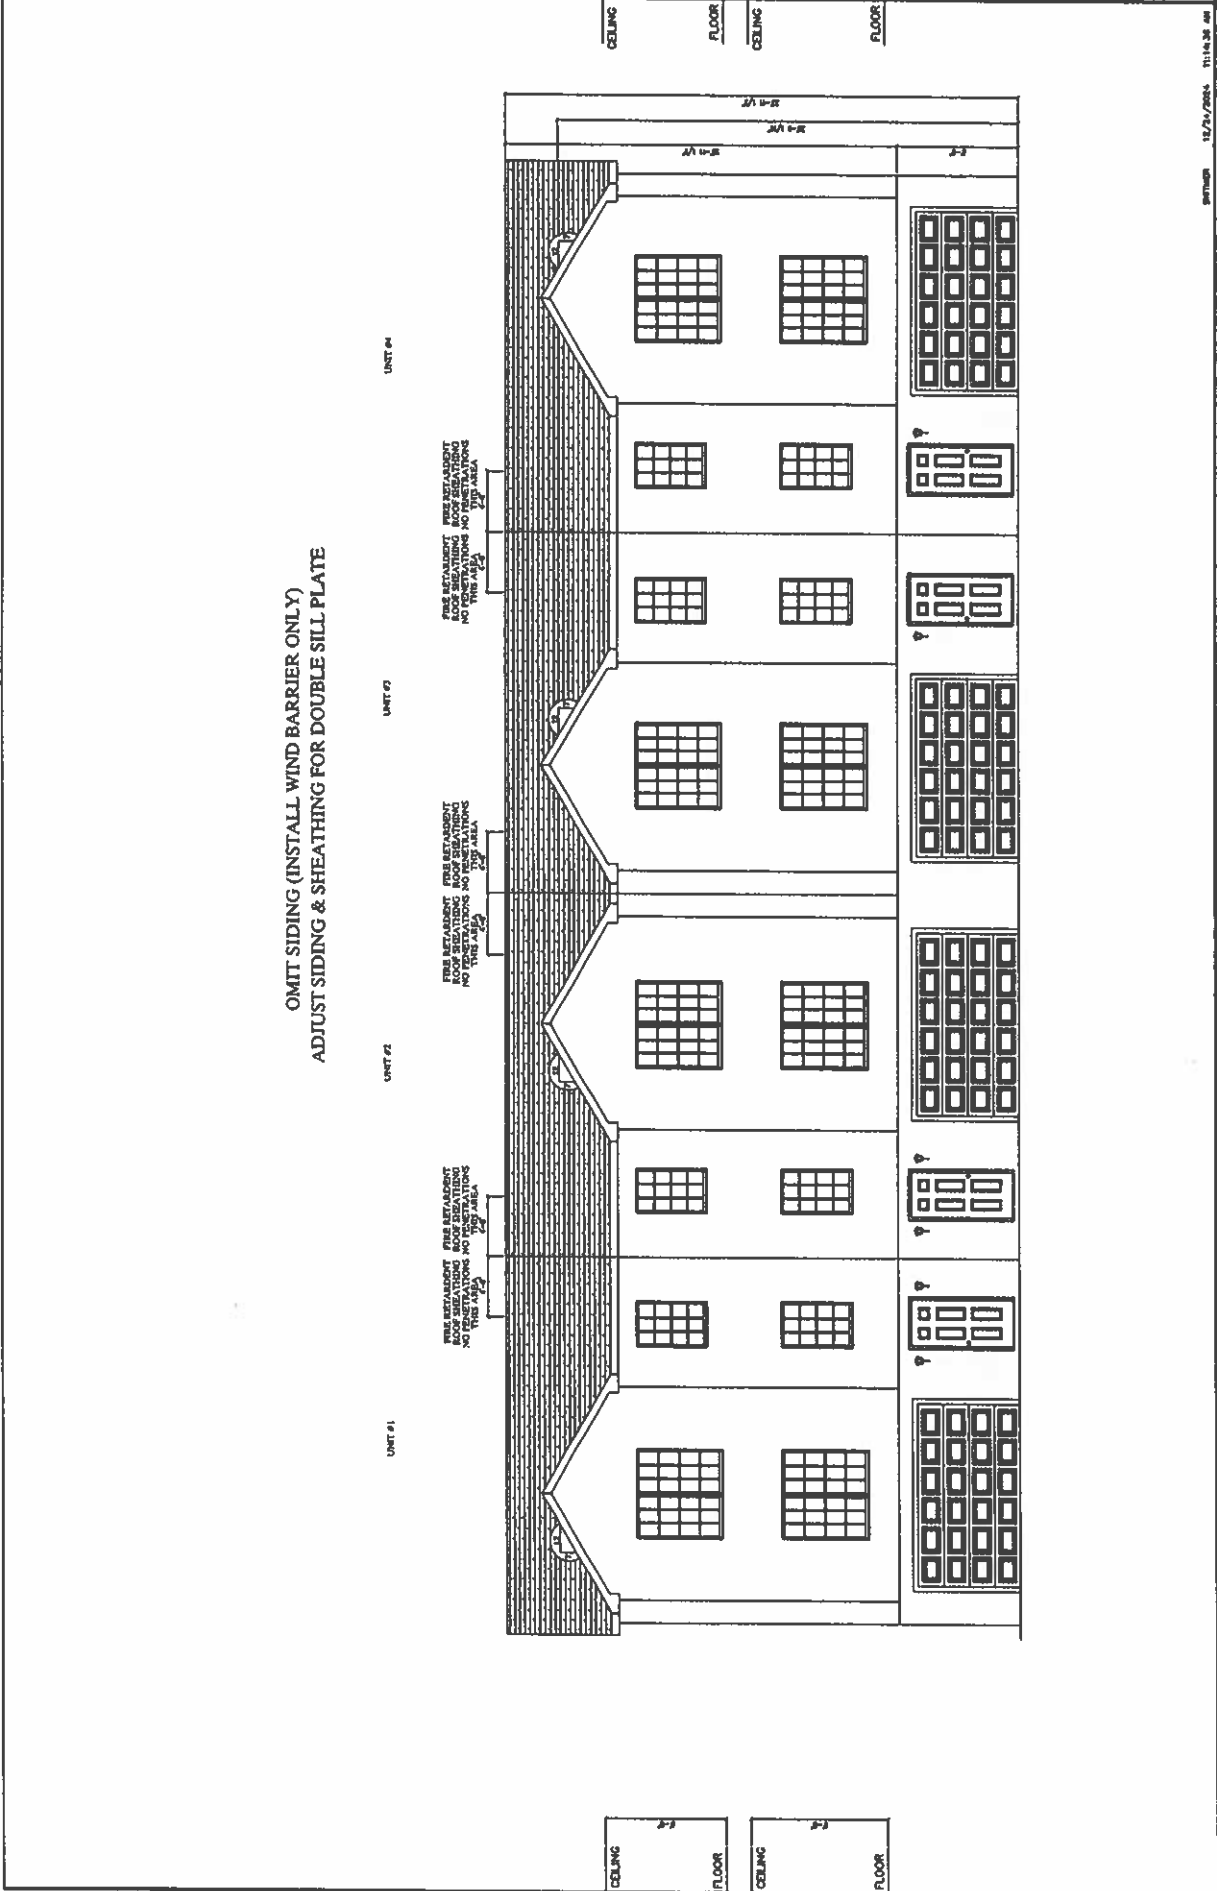 OMIT SIDING (INSTALL WIND BARRIER ONLY)
ADJUST SIDING & SHEATHING FOR DOUBLE SILL PLATE
UNIT #1
UNIT #2
UNIT #3
UNIT #4
FIRE RETARDENT
ROOF SHEATHING
NO PENETRATIONS
THIS AREA
FIRE RETARDENT
ROOF SHEATHING
NO PENETRATIONS
THIS AREA
FIRE RETARDENT
ROOF SHEATHING
NO PENETRATIONS
THIS AREA
FIRE RETARDENT
ROOF SHEATHING
NO PENETRATIONS
THIS AREA
FIRE RETARDENT
ROOF SHEATHING
NO PENETRATIONS
THIS AREA
FIRE RETARDENT
ROOF SHEATHING
NO PENETRATIONS
THIS AREA
CEILING
FLOOR
CEILING
FLOOR
CEILING
FLOOR
CEILING
FLOOR
12/24/2024 11:14:36 AM